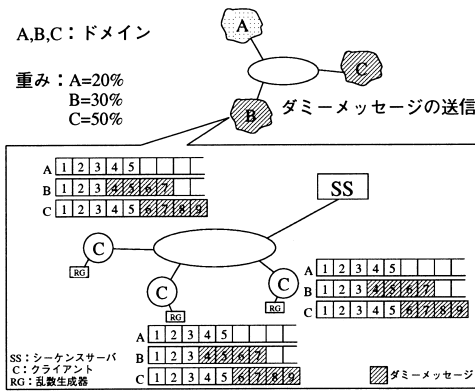 A,B,C：ドメイン
A
C
重み：A=20%
B=30%
C=50%
B
ダミーメッセージの送信
A 1 2 3 4 5
B 1 2 3 4 5 6 7
C 1 2 3 4 5 6 7 8 9
SS
C
RG
C
RG
C
RG
A 1 2 3 4 5
B 1 2 3 4 5 6 7
C 1 2 3 4 5 6 7 8 9
A 1 2 3 4 5
B 1 2 3 4 5 6 7
C 1 2 3 4 5 6 7 8 9
SS：シーケンスサーバ
C：クライアント
RG：乱数生成器
ダミーメッセージ